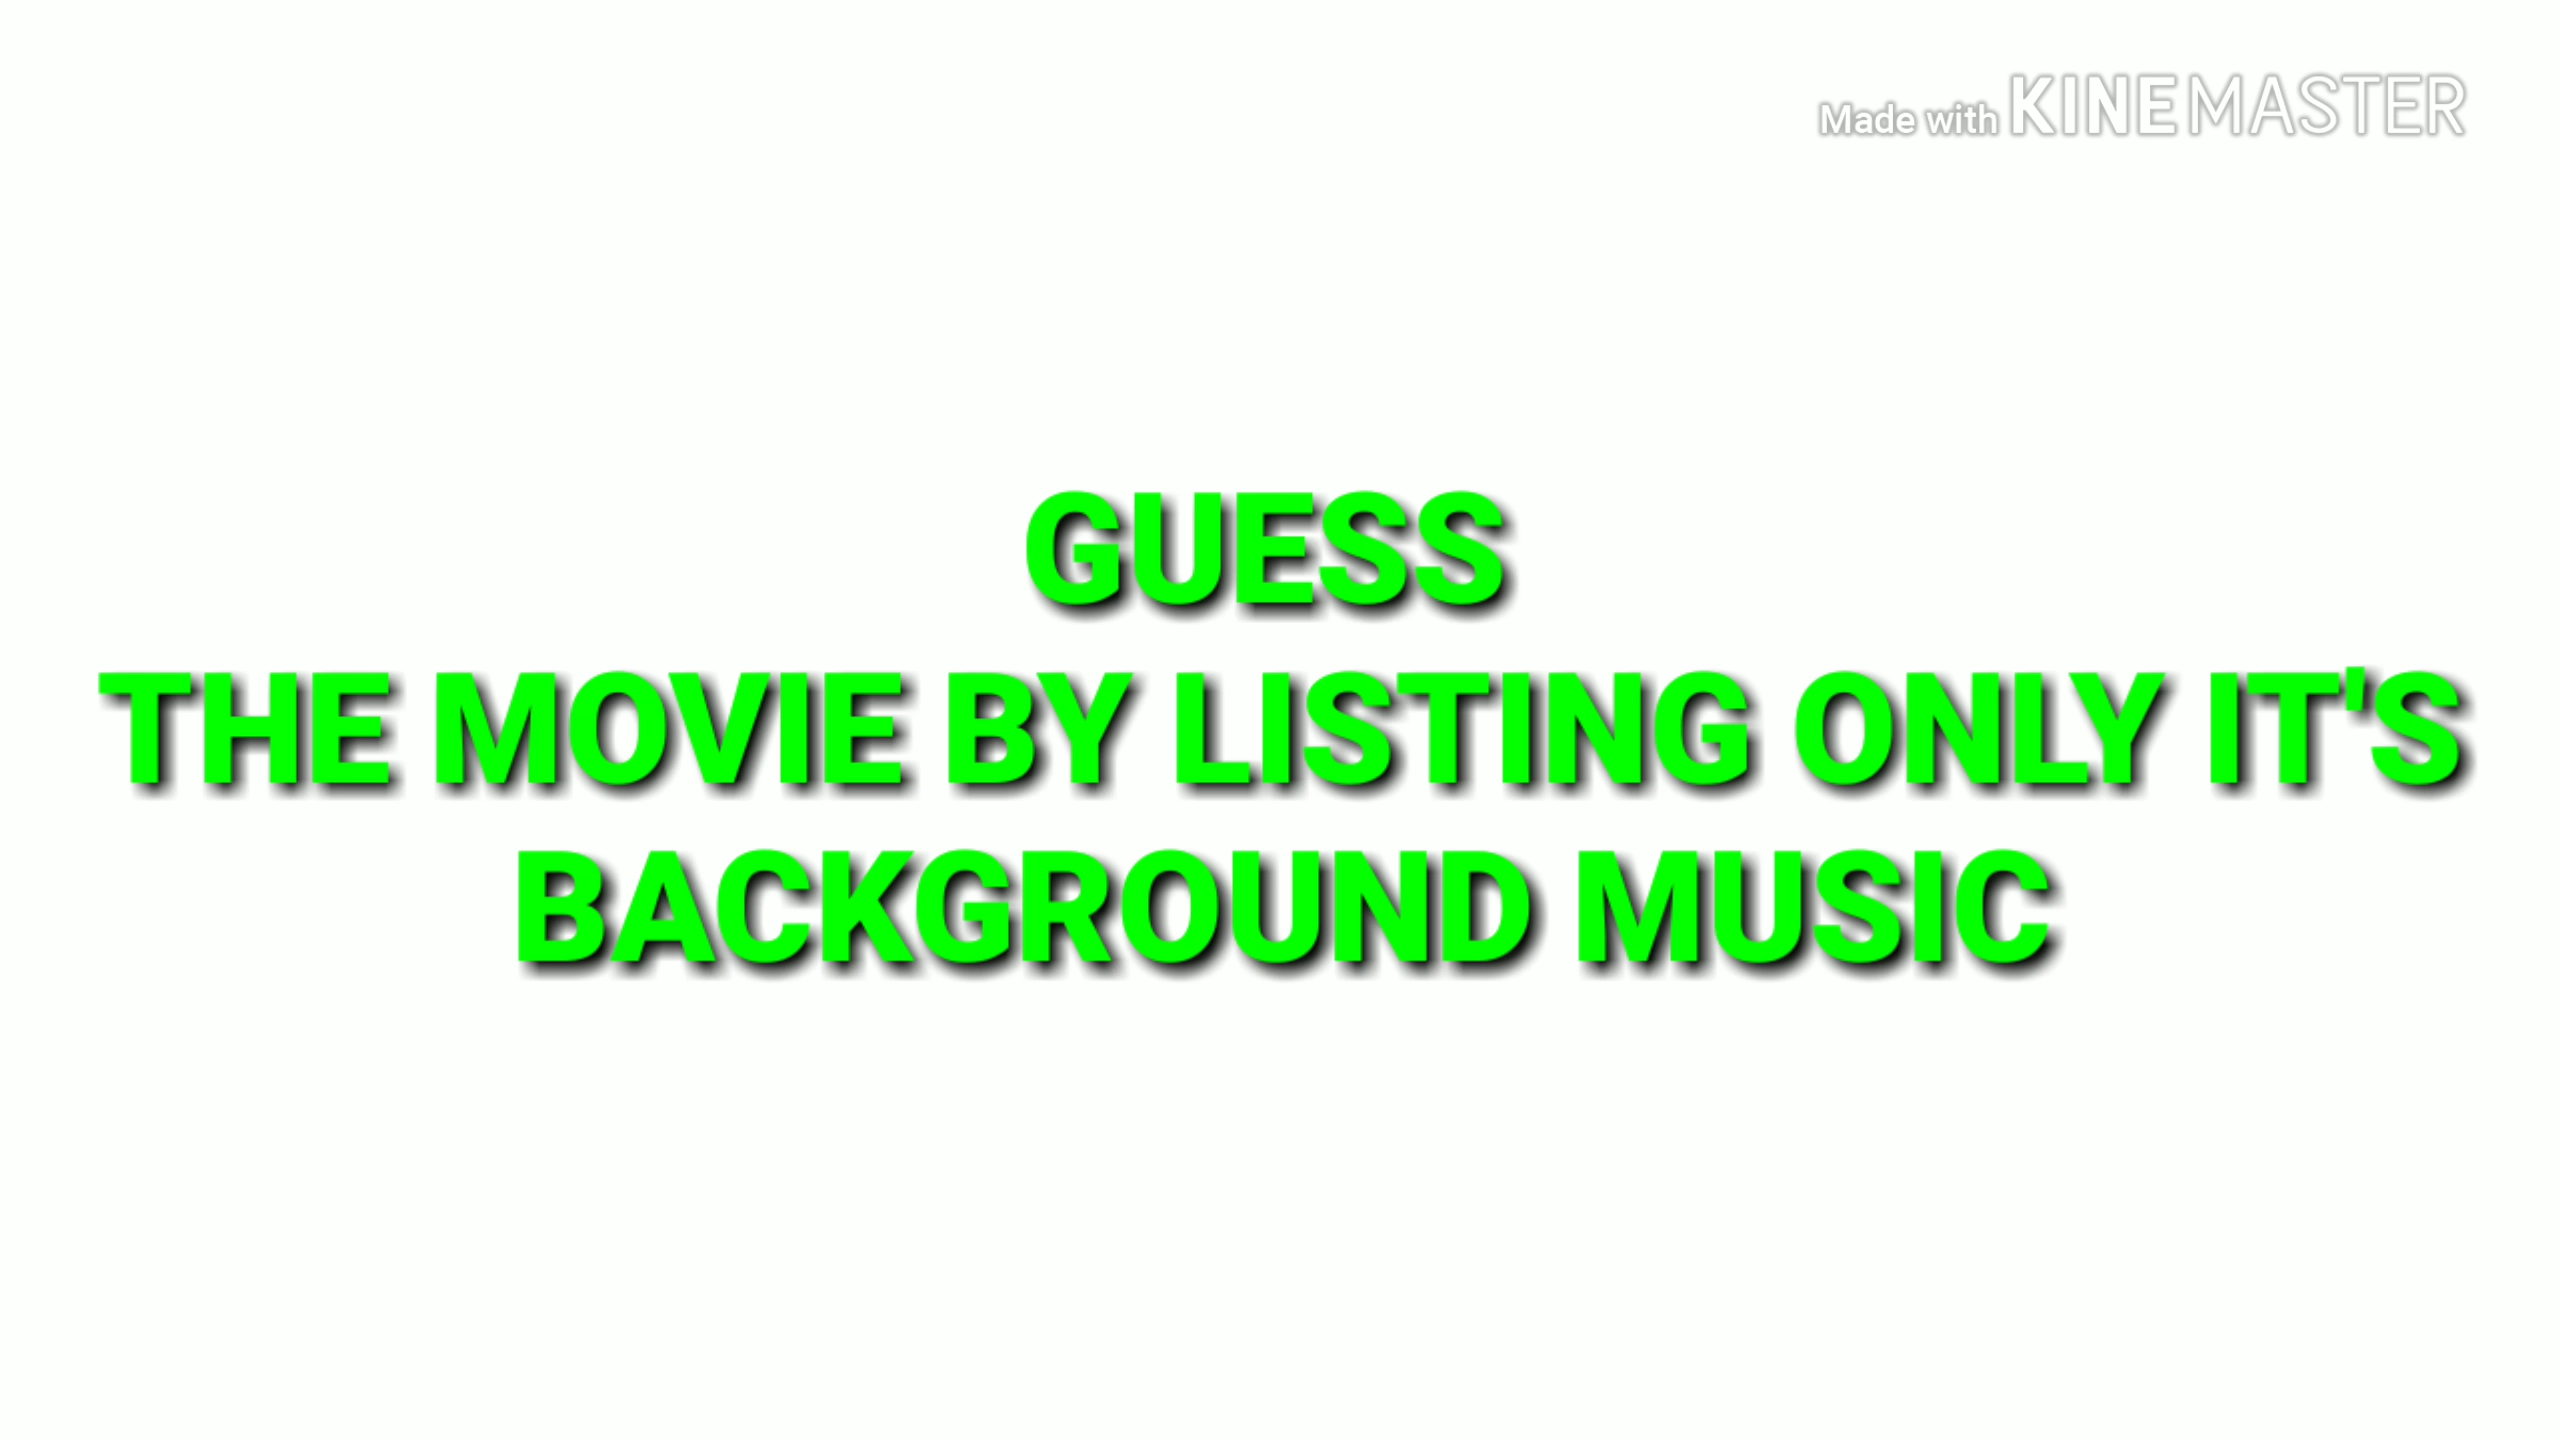 Made with KINEMASTER
GUESS
THE MOVIE BY LISTING ONLY IT'S
BACKGROUND MUSIC